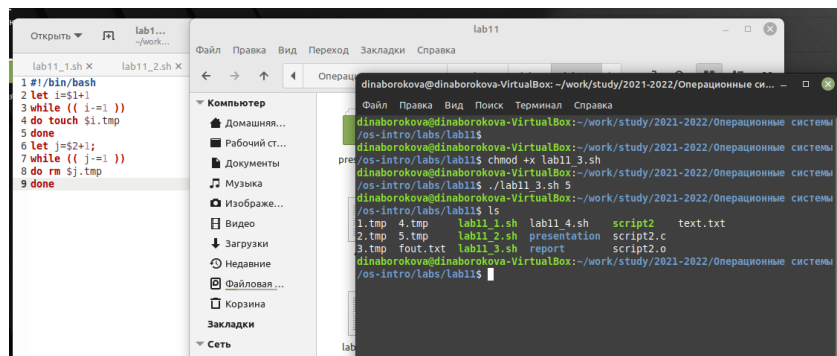 Открыть
lab1...
~/work...
lab11_1.sh ×
lab11_2.sh ×
1 #!/bin/bash
2 let i=$1+1
3 while (( i-=1 ))
4 do touch $i.tmp
5 done
6 let j=$2+1;
7 while (( j-=1 ))
8 do rm $j.tmp
9 done
lab11
Файл Правка Вид Переход Закладки Справка
Компьютер
Домашняя...
Рабочий ст...
Документы
Музыка
Изображе...
Видео
Загрузки
Недавние
Файловая ...
Корзина
Закладки
Сеть
Операц
pres
lab
dinaborokova@dinaborokova-VirtualBox: ~/work/study/2021-2022/Операционные си...
Файл Правка Вид Поиск Терминал Справка
dinaborokova@dinaborokova-VirtualBox:~/work/study/2021-2022/Операционные системы
/os-intro/labs/lab11$
dinaborokova@dinaborokova-VirtualBox:~/work/study/2021-2022/Операционные системы
/os-intro/labs/lab11$ chmod +x lab11_3.sh
dinaborokova@dinaborokova-VirtualBox:~/work/study/2021-2022/Операционные системы
/os-intro/labs/lab11$ ./lab11_3.sh 5
dinaborokova@dinaborokova-VirtualBox:~/work/study/2021-2022/Операционные системы
/os-intro/labs/lab11$ ls
1.tmp 4.tmp lab11_1.sh lab11_4.sh script2 text.txt
2.tmp 5.tmp lab11_2.sh presentation script2.c
3.tmp fout.txt lab11_3.sh report script2.o
dinaborokova@dinaborokova-VirtualBox:~/work/study/2021-2022/Операционные системы
/os-intro/labs/lab11$